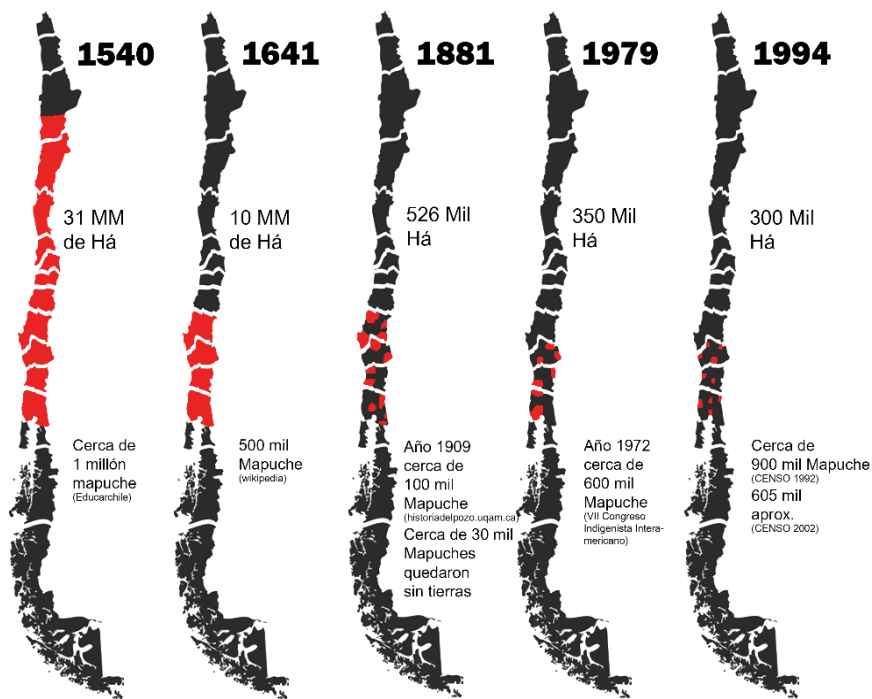 1540
31 MM
de Há
Cerca de
1 millón
mapuche
(Educarchile)
1641
10 MM
de Há
500 mil
Mapuche
(wikipedia)
1881
526 Mil
Há
Año 1909
cerca de
100 mil
Mapuche
(historiadelpozo.uqam.ca)
Cerca de 30 mil
Mapuches
quedaron
sin tierras
1979
350 Mil
Há
Año 1972
cerca de
600 mil
Mapuche
(VII Congreso
Indigenista Intera-
mericano)
1994
300 Mil
Há
Cerca de
900 mil Mapuche
(CENSO 1992)
605 mil
aprox.
(CENSO 2002)